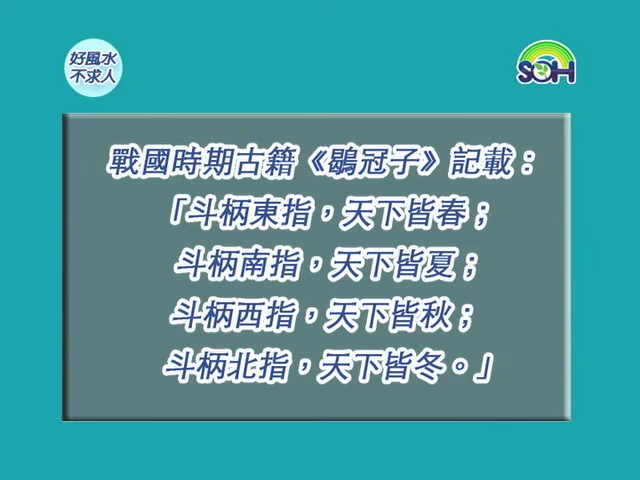 好風水
不求人
SOH
戰國時期古籍《鶡冠子》記載：
「斗柄東指，天下皆春；
斗柄南指，天下皆夏；
斗柄西指，天下皆秋；
斗柄北指，天下皆冬。」